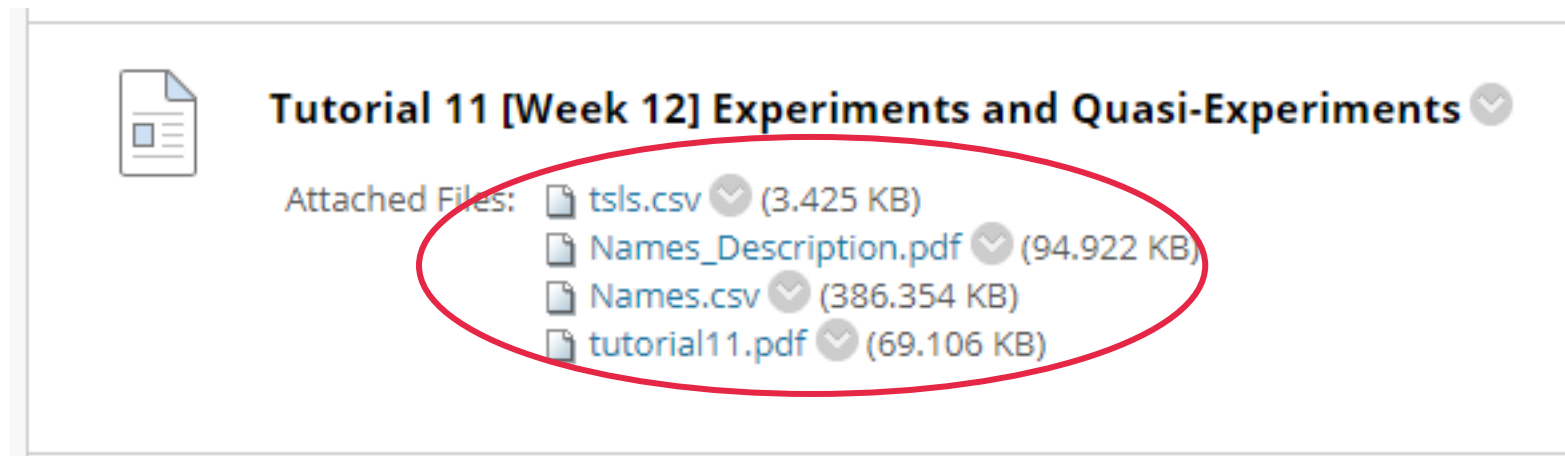 Tutorial 11 [Week 12] Experiments and Quasi-Experiments
Attached Files: tsls.csv (3.425 KB)
Names_Description.pdf (94.922 KB)
Names.csv (386.354 KB)
tutorial11.pdf (69.106 KB)